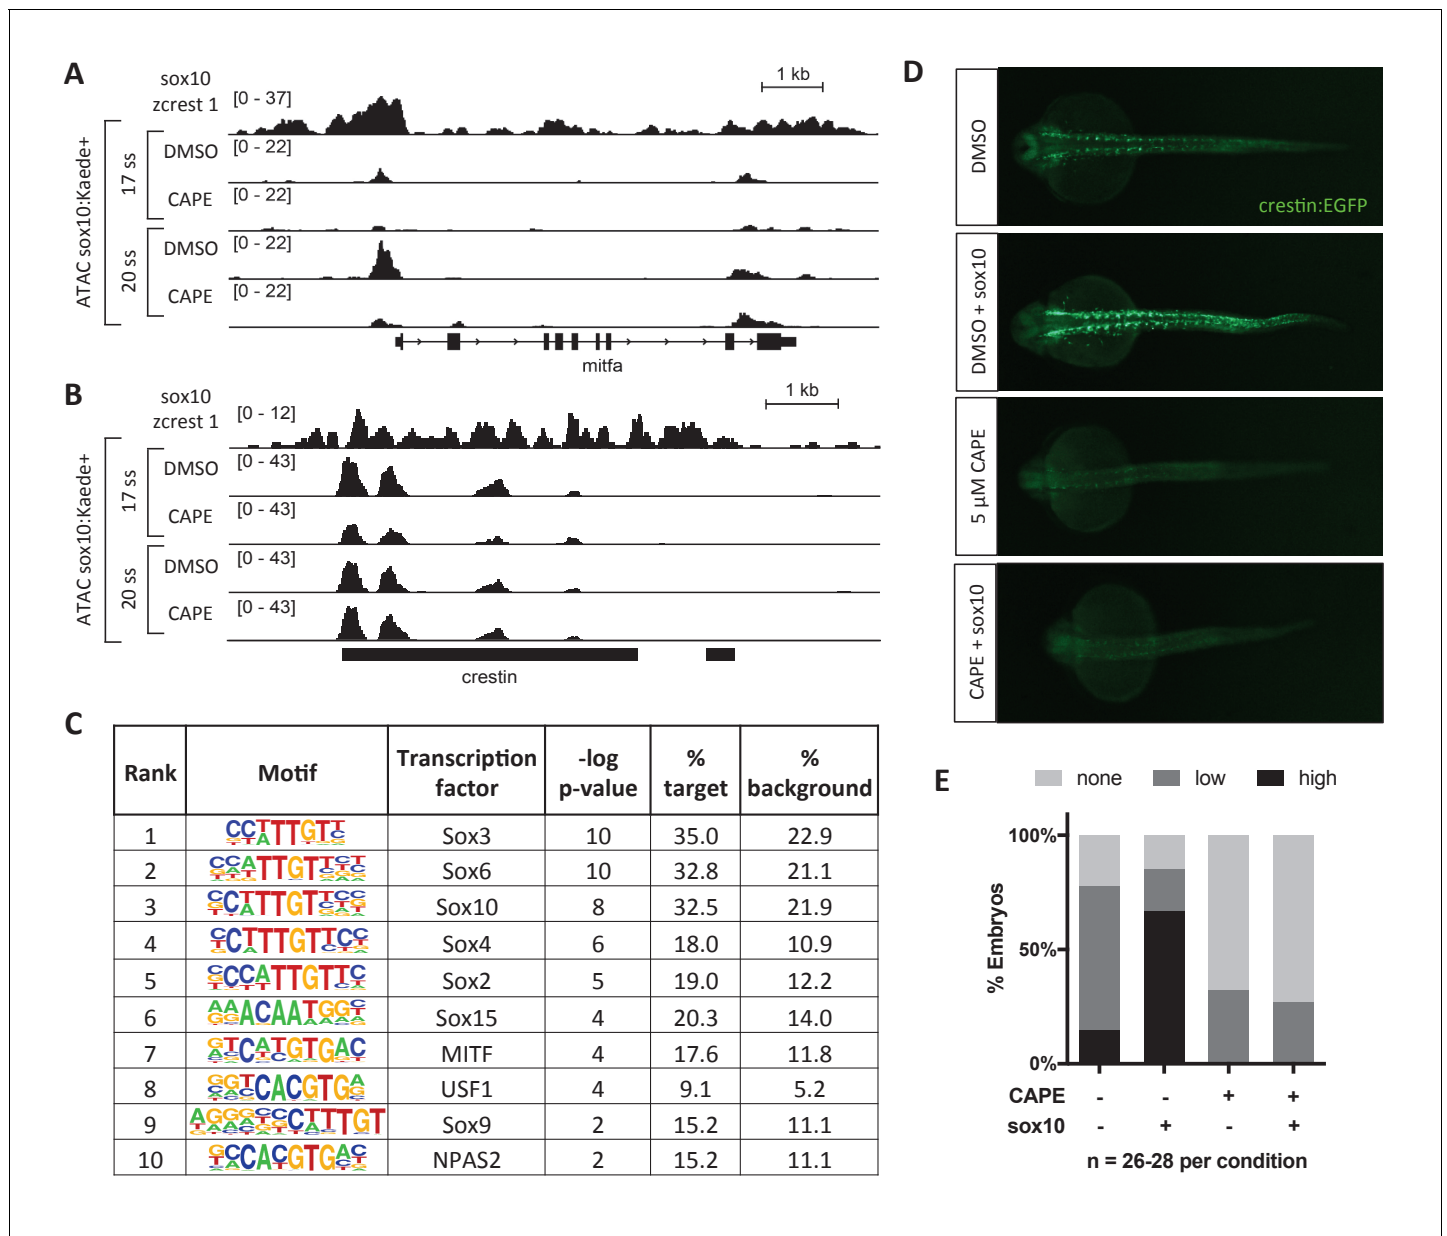 A
sox10
zcrest 1
[0 - 37]
1 kb
ATAC sox10:Kaede+
17 ss
DMSO
[0 - 22]
CAPE
[0 - 22]
20 ss
DMSO
[0 - 22]
CAPE
[0 - 22]
mitfa
B
sox10
zcrest 1
[0 - 12]
1 kb
ATAC sox10:Kaede+
17 ss
DMSO
[0 - 43]
CAPE
[0 - 43]
20 ss
DMSO
[0 - 43]
CAPE
[0 - 43]
crestin
C
Rank Motif Transcription factor -log p-value % target % background
1 Sox3 10 35.0 22.9
2 Sox6 10 32.8 21.1
3 Sox10 8 32.5 21.9
4 Sox4 6 18.0 10.9
5 Sox2 5 19.0 12.2
6 Sox15 4 20.3 14.0
7 MITF 4 17.6 11.8
8 USF1 4 9.1 5.2
9 Sox9 2 15.2 11.1
10 NPAS2 2 15.2 11.1
D
DMSO
crestin:EGFP
DMSO + sox10
5 µM CAPE
CAPE + sox10
E
none low high
% Embryos
100%
50%
0%
CAPE - - + +
sox10 - + - +
n = 26-28 per condition